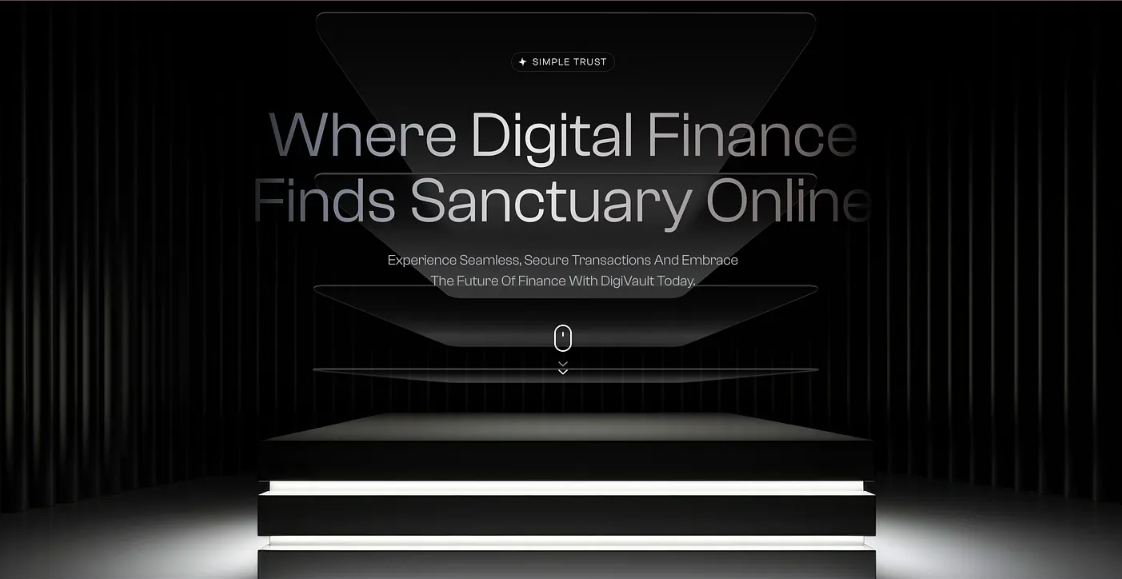 SIMPLE TRUST
Where Digital Finance
Finds Sanctuary Online
Experience Seamless, Secure Transactions And Embrace
The Future Of Finance With DigiVault Today.